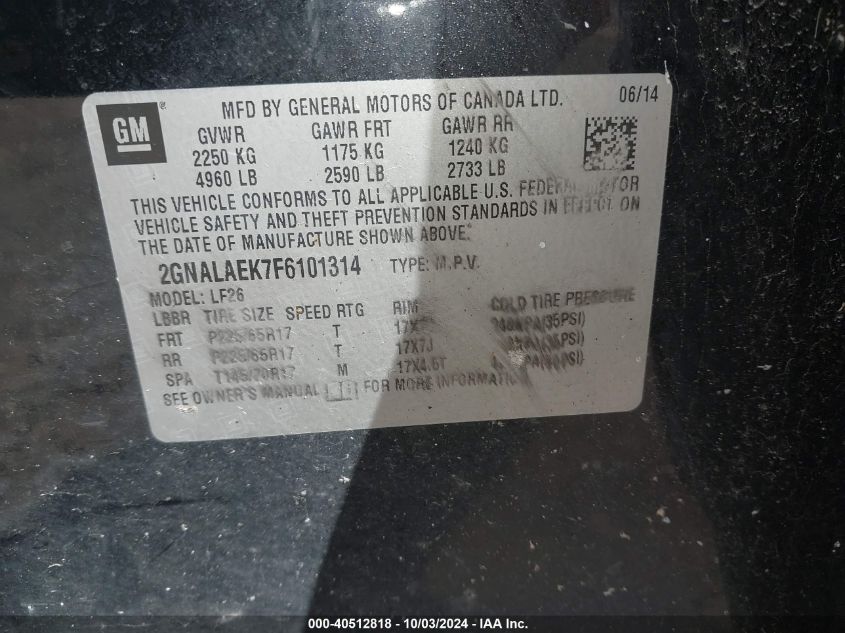 GM ® MFD BY GENERAL MOTORS OF CANADA LTD. 06/14
GVWR GAWR FRT GAWR RR
2250 KG 1175 KG 1240 KG
4960 LB 2590 LB 2733 LB
THIS VEHICLE CONFORMS TO ALL APPLICABLE U.S. FEDERAL MOTOR
VEHICLE SAFETY AND THEFT PREVENTION STANDARDS IN EFFECT ON
THE DATE OF MANUFACTURE SHOWN ABOVE.
2GNALAEK7F6101314 TYPE: M.P.V.
MODEL: LF26
LBBR TIRE SIZE SPEED RTG RIM COLD TIRE PRESSURE
FRT P225/65R17 T
RR P225/65R17 T 17X7J
SPA T145/70R17 M 17X4.5T
SEE OWNER'S MANUAL FOR MORE INFORMATION
000-40512818 - 10/03/2024 - IAA Inc.